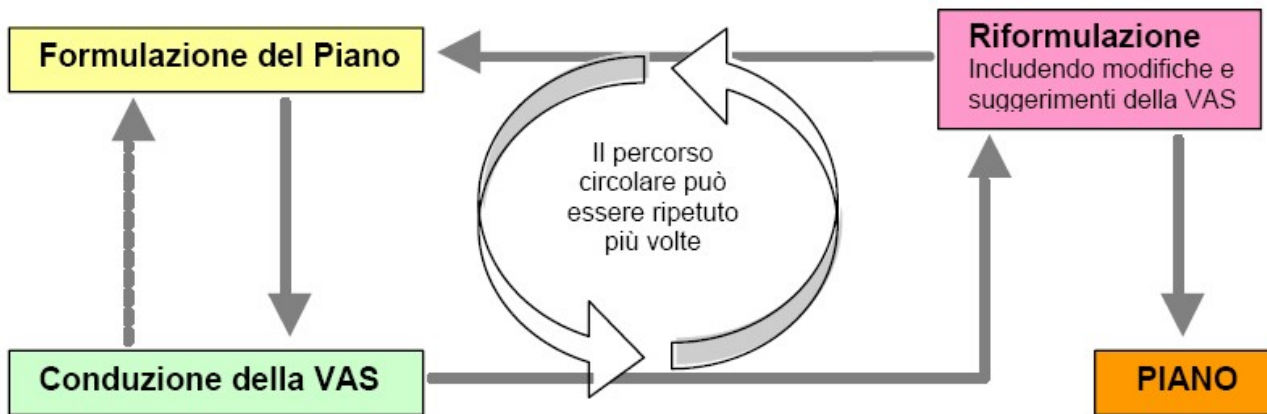 Formulazione del Piano
Riformulazione
Includendo modifiche e
suggerimenti della VAS
Il percorso
circolare può
essere ripetuto
più volte
Conduzione della VAS
PIANO